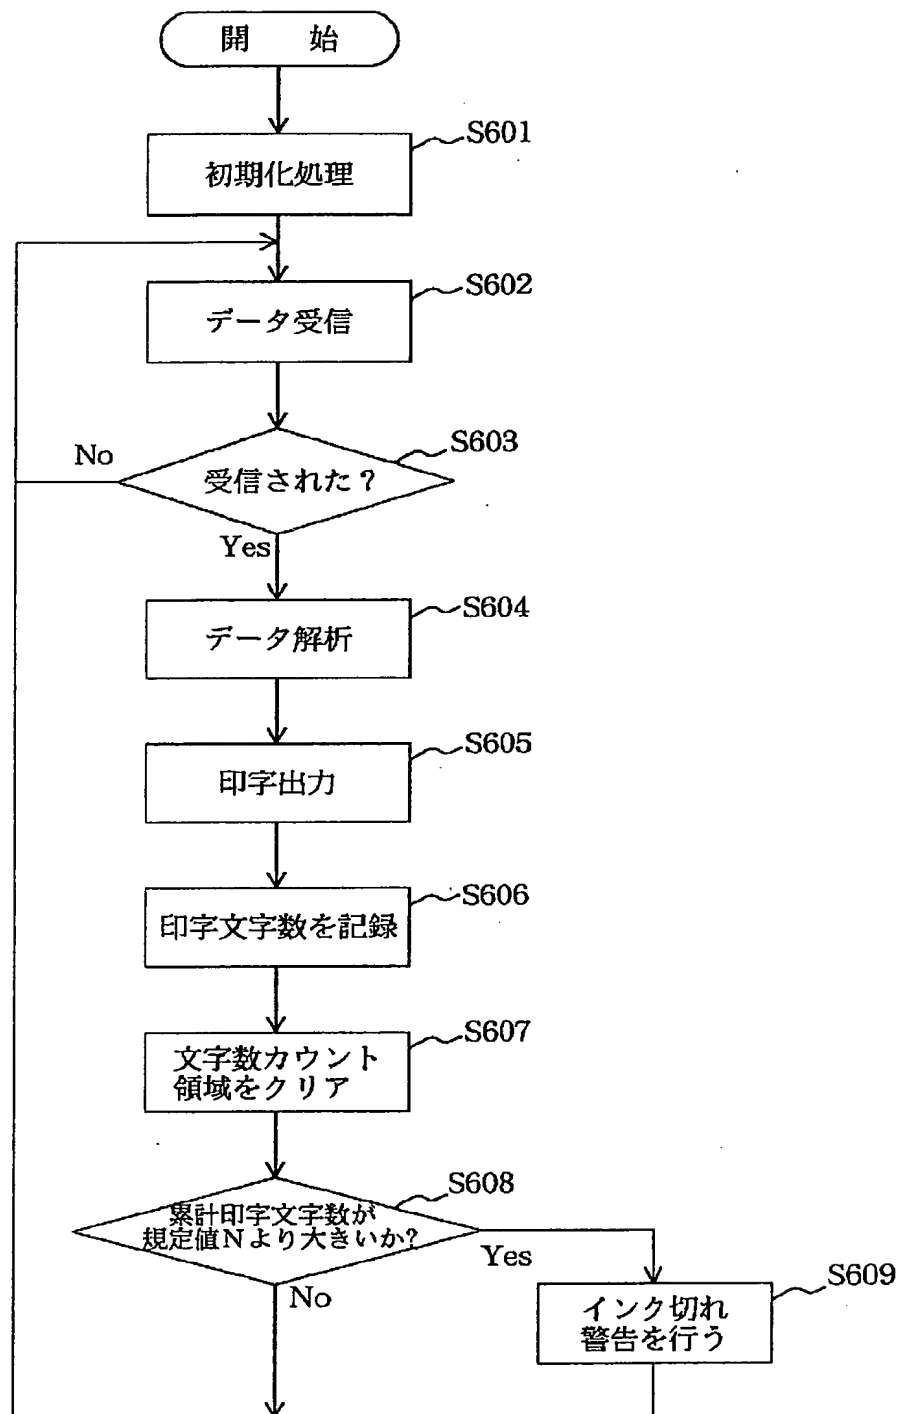 開 始
S601
初期化処理
S602
データ受信
S603
No
受信された？
Yes
S604
データ解析
S605
印字出力
S606
印字文字数を記録
S607
文字数カウント
領域をクリア
S608
累計印字文字数が
規定値Nより大きいか?
Yes
No
S609
インク切れ
警告を行う